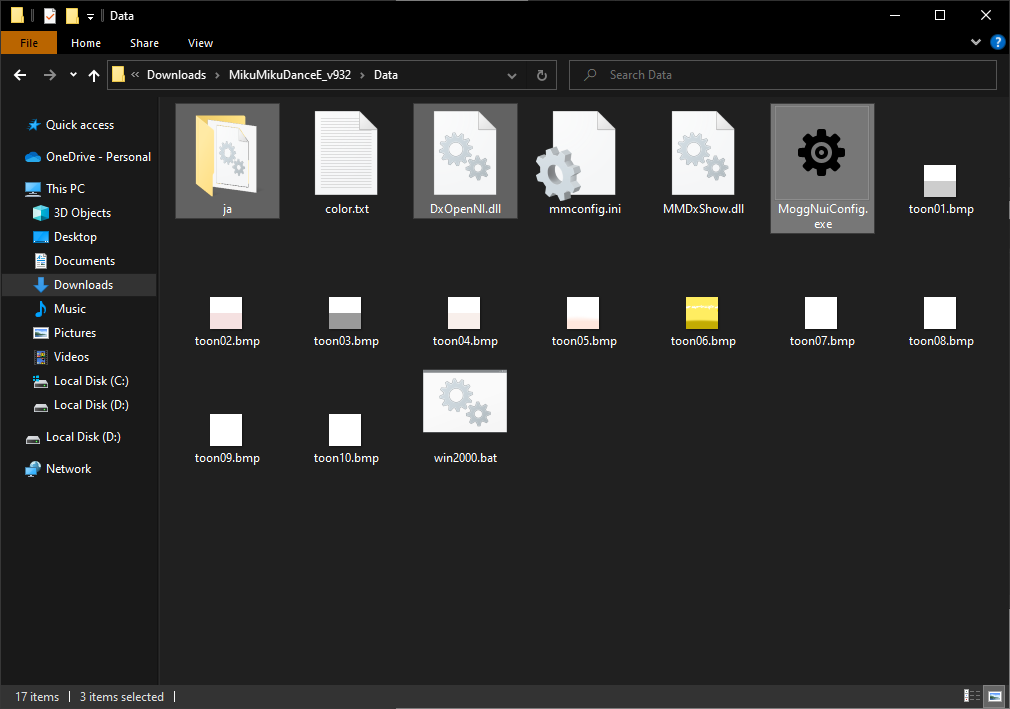 Data
File
Home
Share
View
?
«
Downloads
MikuMikuDanceE_v932
Data
Search Data
Quick access
OneDrive - Personal
This PC
3D Objects
Desktop
Documents
Downloads
Music
Pictures
Videos
Local Disk (C:)
Local Disk (D:)
Local Disk (D:)
Network
ja
color.txt
DxOpenNI.dll
mmconfig.ini
MMDxShow.dll
MoggNuiConfig.
exe
toon01.bmp
toon02.bmp
toon03.bmp
toon04.bmp
toon05.bmp
toon06.bmp
toon07.bmp
toon08.bmp
toon09.bmp
toon10.bmp
win2000.bat
17 items
3 items selected